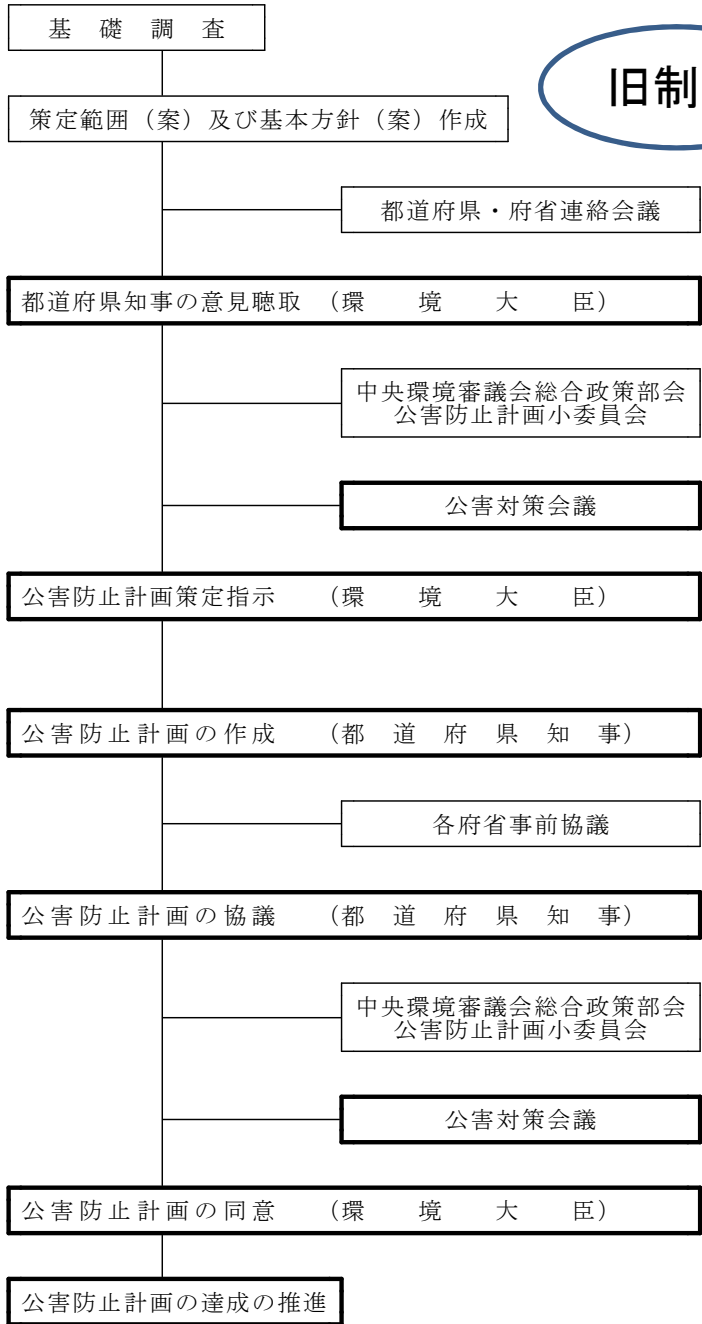 基礎調査
旧制
策定範囲（案）及び基本方針（案）作成
都道府県・府省連絡会議
都道府県知事の意見聴取（環境大臣）
中央環境審議会総合政策部会
公害防止計画小委員会
公害対策会議
公害防止計画策定指示（環境大臣）
公害防止計画の作成（都道府県知事）
各府省事前協議
公害防止計画の協議（都道府県知事）
中央環境審議会総合政策部会
公害防止計画小委員会
公害対策会議
公害防止計画の同意（環境大臣）
公害防止計画の達成の推進